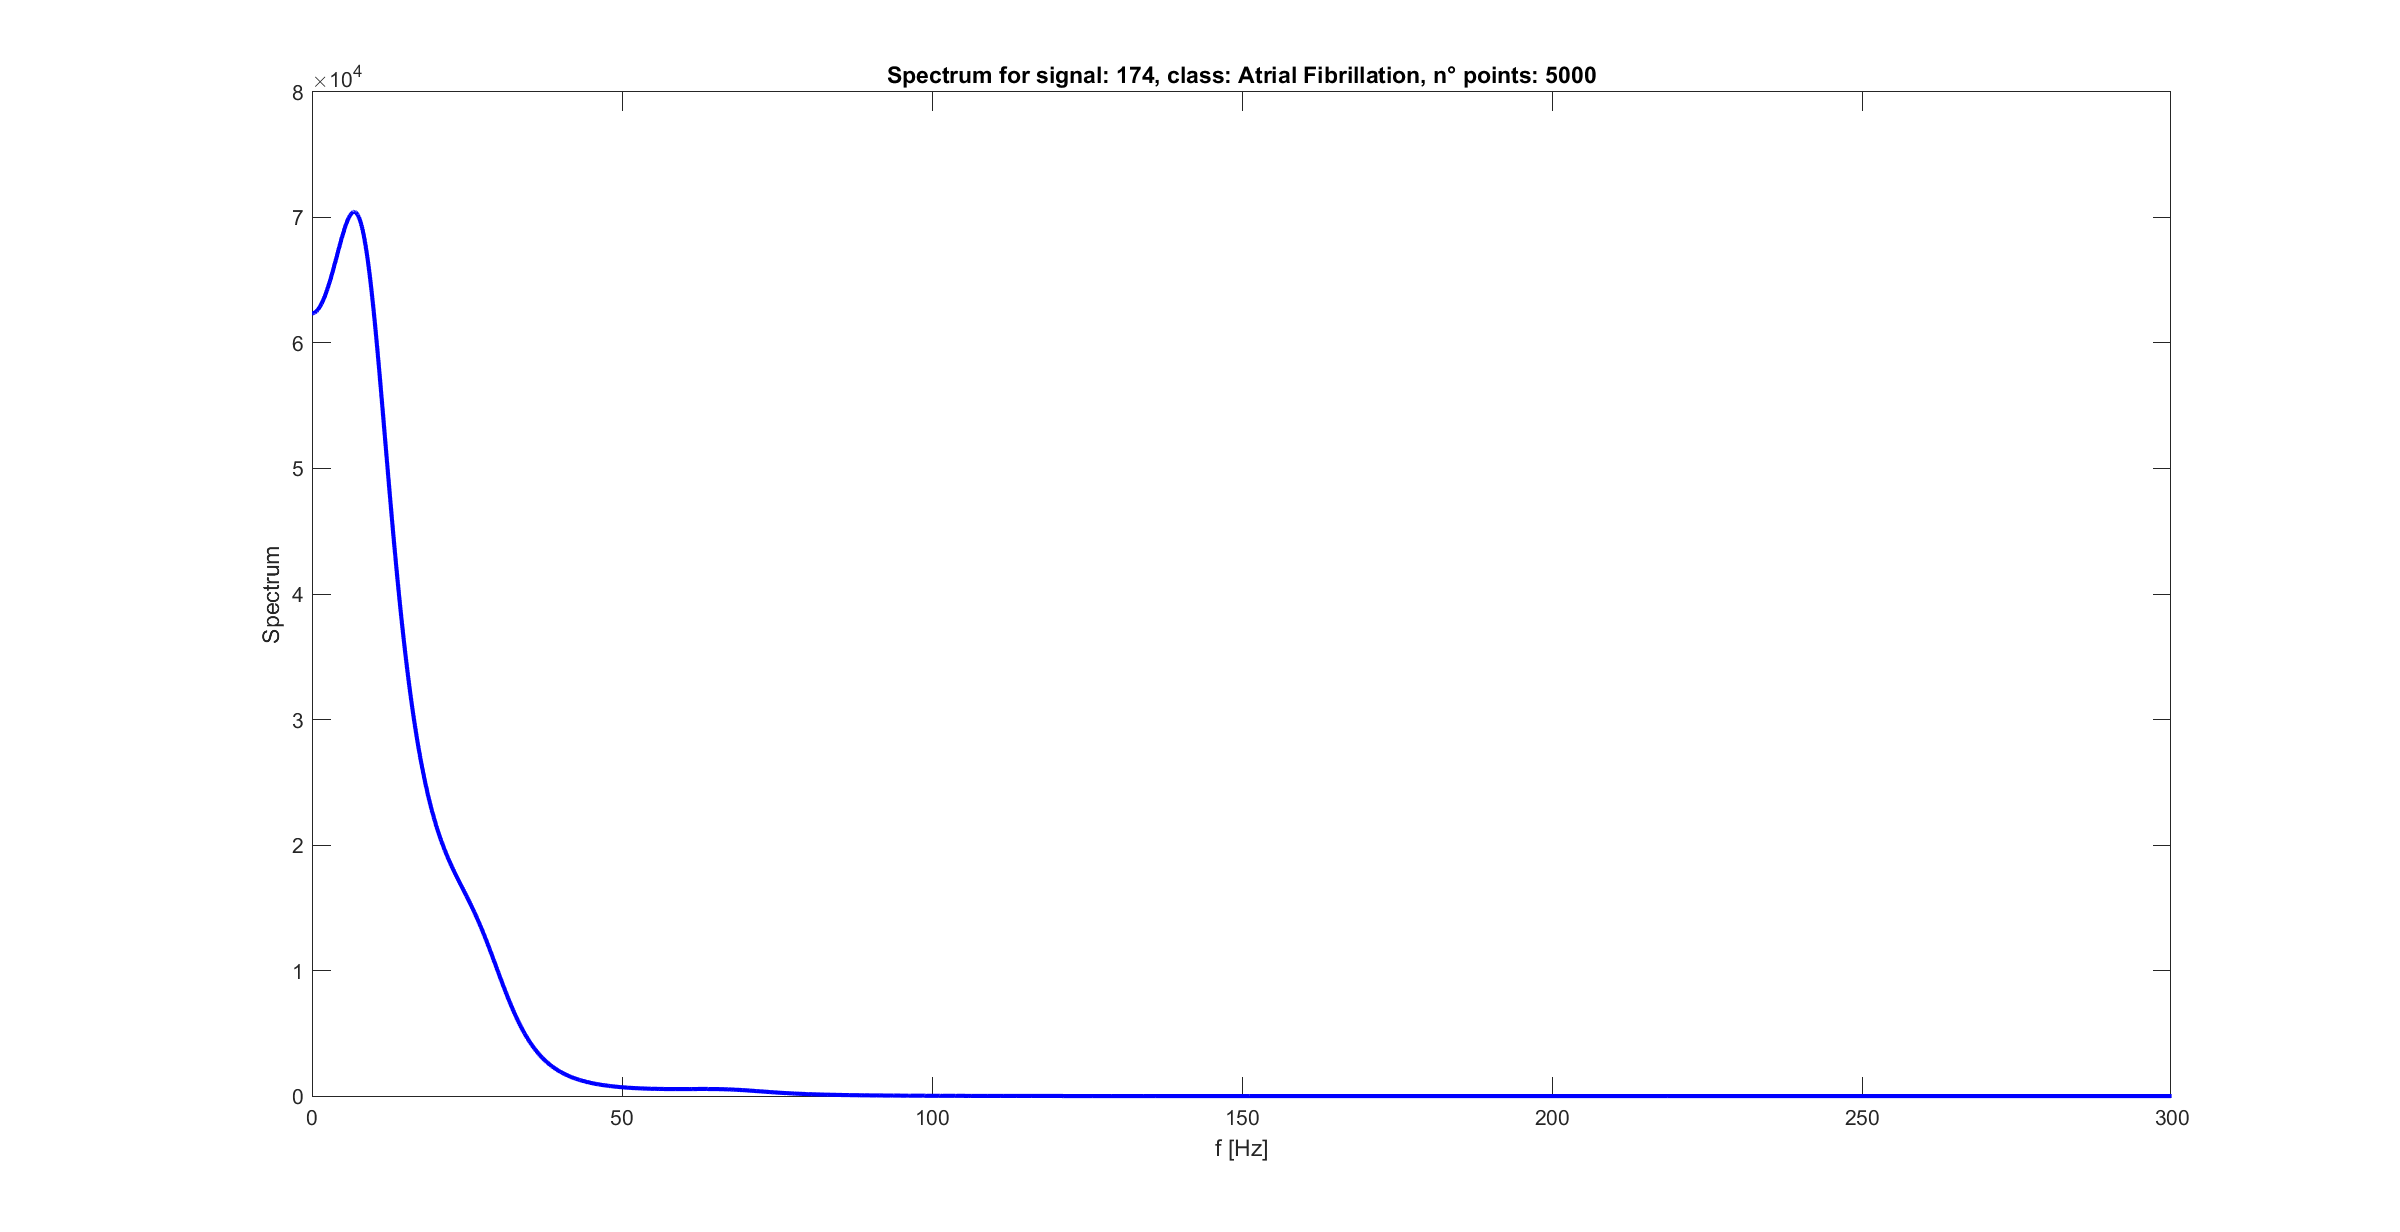 Spectrum for signal: 174, class: Atrial Fibrillation, n° points: 5000
×10^4
8
7
6
5
4
3
2
1
0
Spectrum
0 50 100 150 200 250 300
f [Hz]